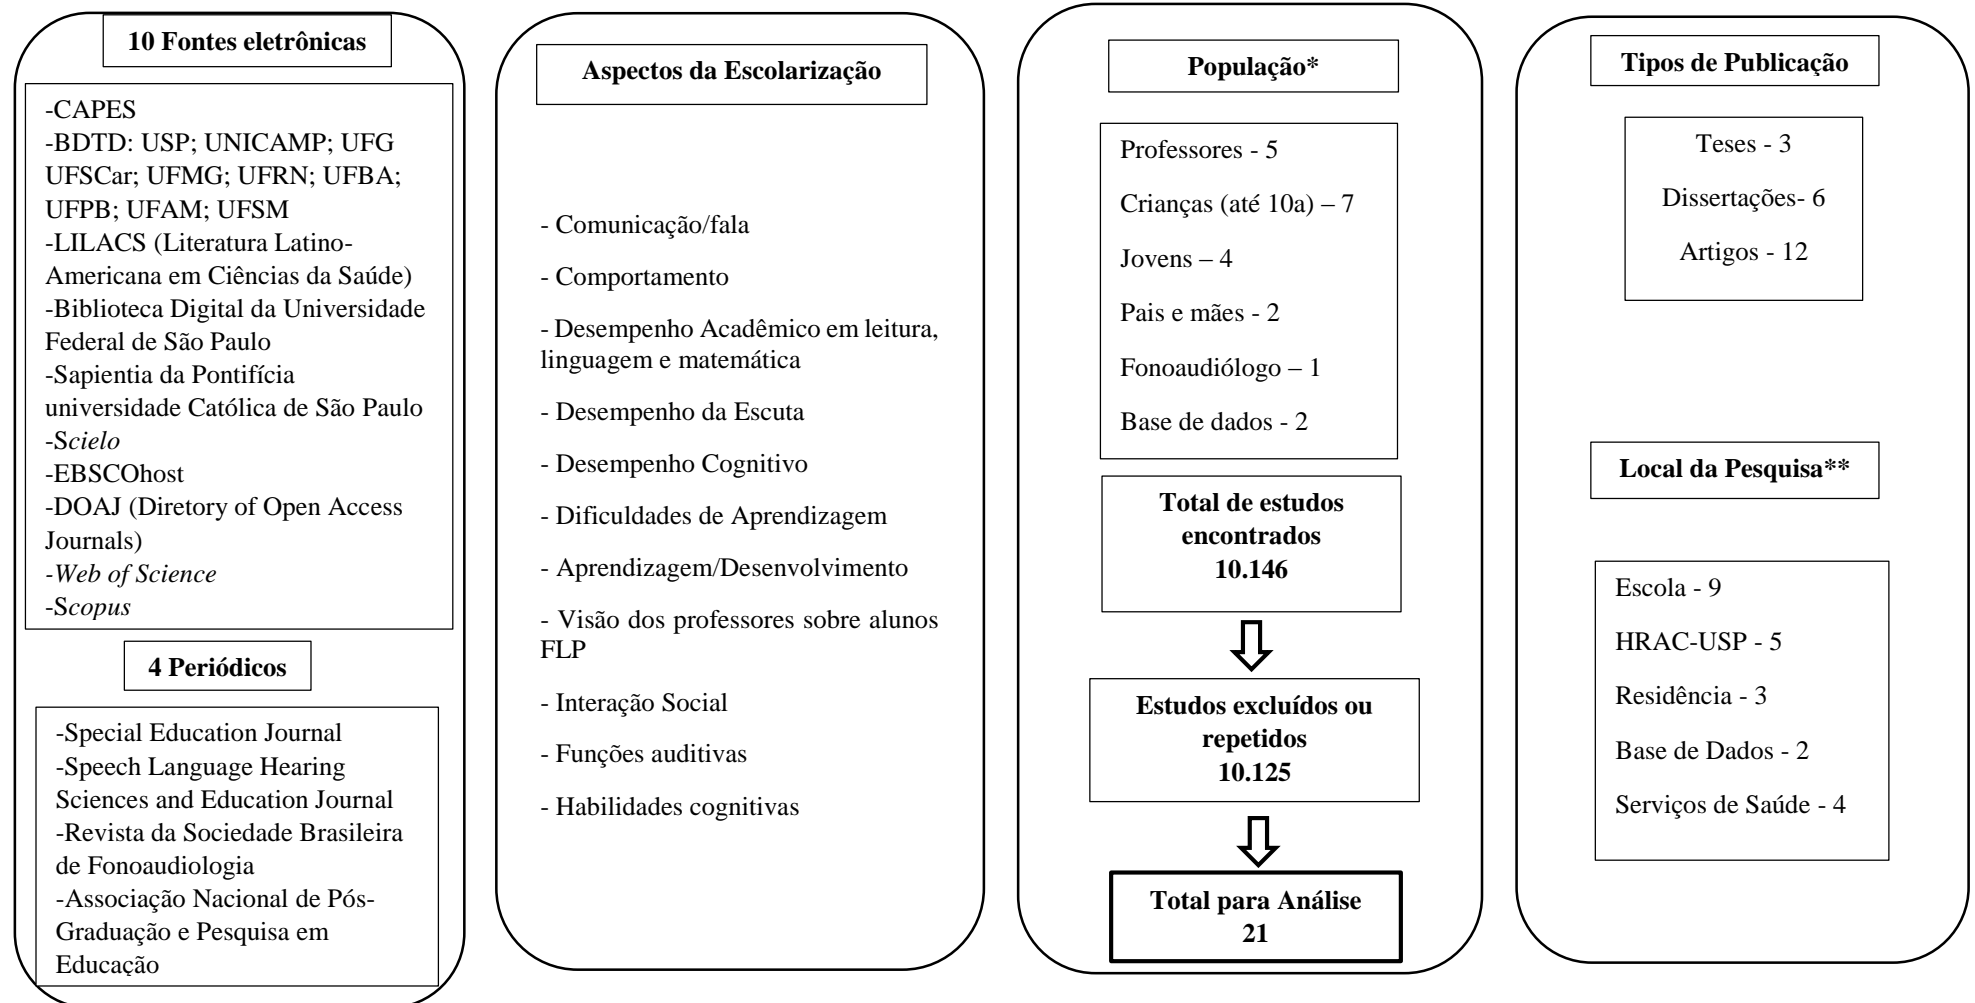 10 Fontes eletrônicas
-CAPES
-BDTD: USP; UNICAMP; UFG
UFSCar; UFMG; UFRN; UFBA;
UFPB; UFAM; UFSM
-LILACS (Literatura Latino-
Americana em Ciências da Saúde)
-Biblioteca Digital da Universidade
Federal de São Paulo
-Sapientia da Pontifícia
universidade Católica de São Paulo
-Scielo
-EBSCOhost
-DOAJ (Diretory of Open Access
Journals)
-Web of Science
-Scopus
4 Periódicos
-Special Education Journal
-Speech Language Hearing
Sciences and Education Journal
-Revista da Sociedade Brasileira
de Fonoaudiologia
-Associação Nacional de Pós-
Graduação e Pesquisa em
Educação
Aspectos da Escolarização
- Comunicação/fala
- Comportamento
- Desempenho Acadêmico em leitura,
linguagem e matemática
- Desempenho da Escuta
- Desempenho Cognitivo
- Dificuldades de Aprendizagem
- Aprendizagem/Desenvolvimento
- Visão dos professores sobre alunos
FLP
- Interação Social
- Funções auditivas
- Habilidades cognitivas
População*
Professores - 5
Crianças (até 10a) – 7
Jovens – 4
Pais e mães - 2
Fonoaudiólogo – 1
Base de dados - 2
Total de estudos
encontrados
10.146
Estudos excluídos ou
repetidos
10.125
Total para Análise
21
Tipos de Publicação
Teses - 3
Dissertações- 6
Artigos - 12
Local da Pesquisa**
Escola - 9
HRAC-USP - 5
Residência - 3
Base de Dados - 2
Serviços de Saúde - 4